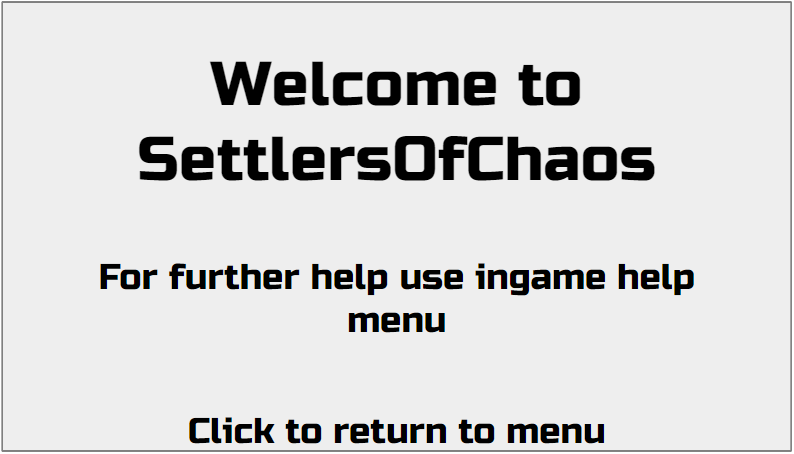 Welcome to
SettlersOfChaos
For further help use ingame help
menu
Click to return to menu